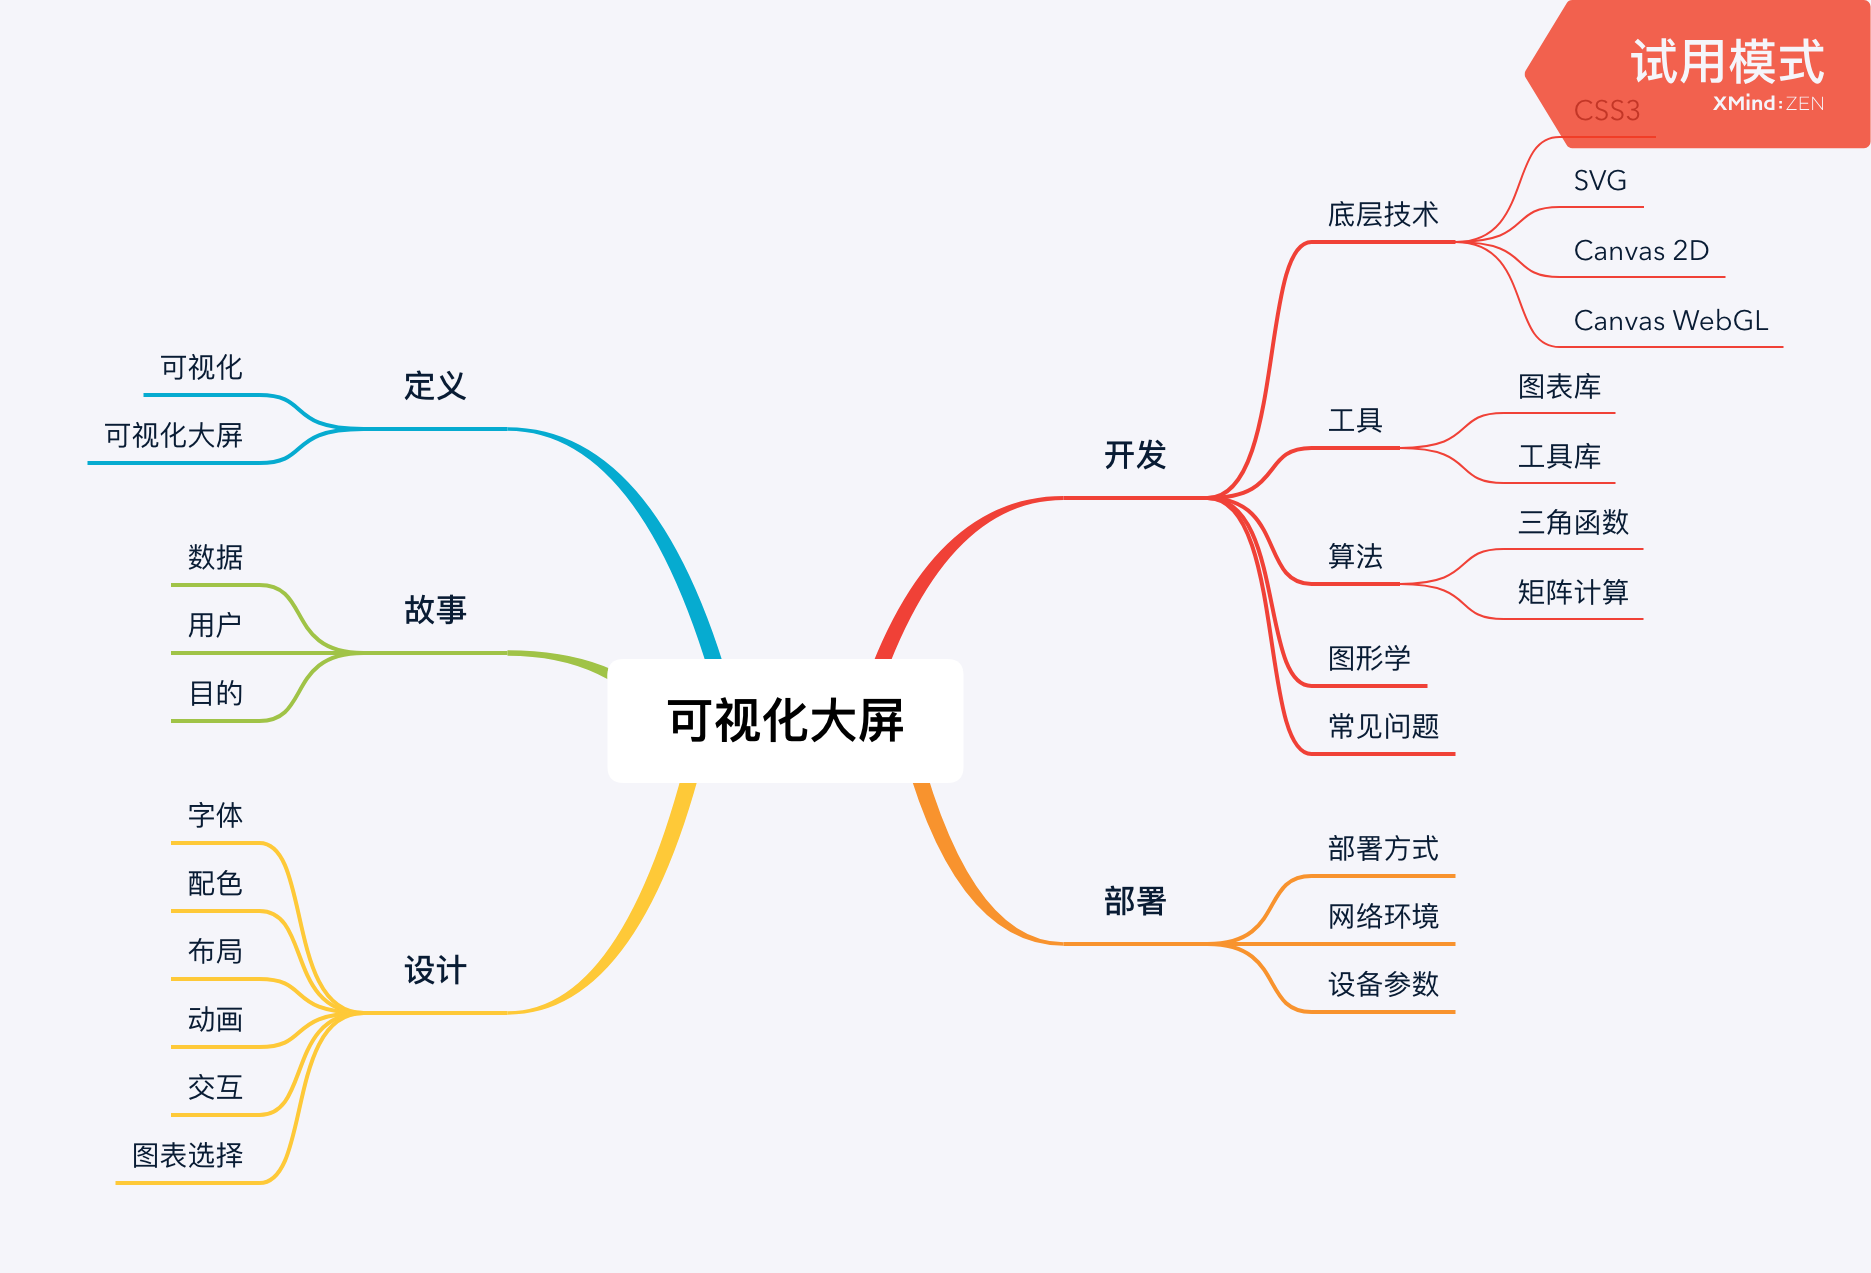 试用模式
XMind:ZEN
可视化大屏
开发
底层技术
CSS3
SVG
Canvas 2D
Canvas WebGL
工具
图表库
工具库
算法
三角函数
矩阵计算
图形学
常见问题
部署
部署方式
网络环境
设备参数
定义
可视化
可视化大屏
故事
数据
用户
目的
设计
字体
配色
布局
动画
交互
图表选择